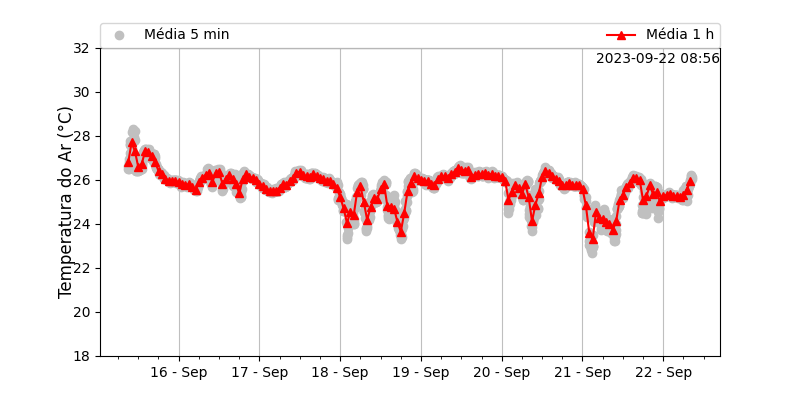 Média 5 min
Média 1 h
2023-09-22 08:56
Temperatura do Ar (°C)
32
30
28
26
24
22
20
18
16 - Sep
17 - Sep
18 - Sep
19 - Sep
20 - Sep
21 - Sep
22 - Sep